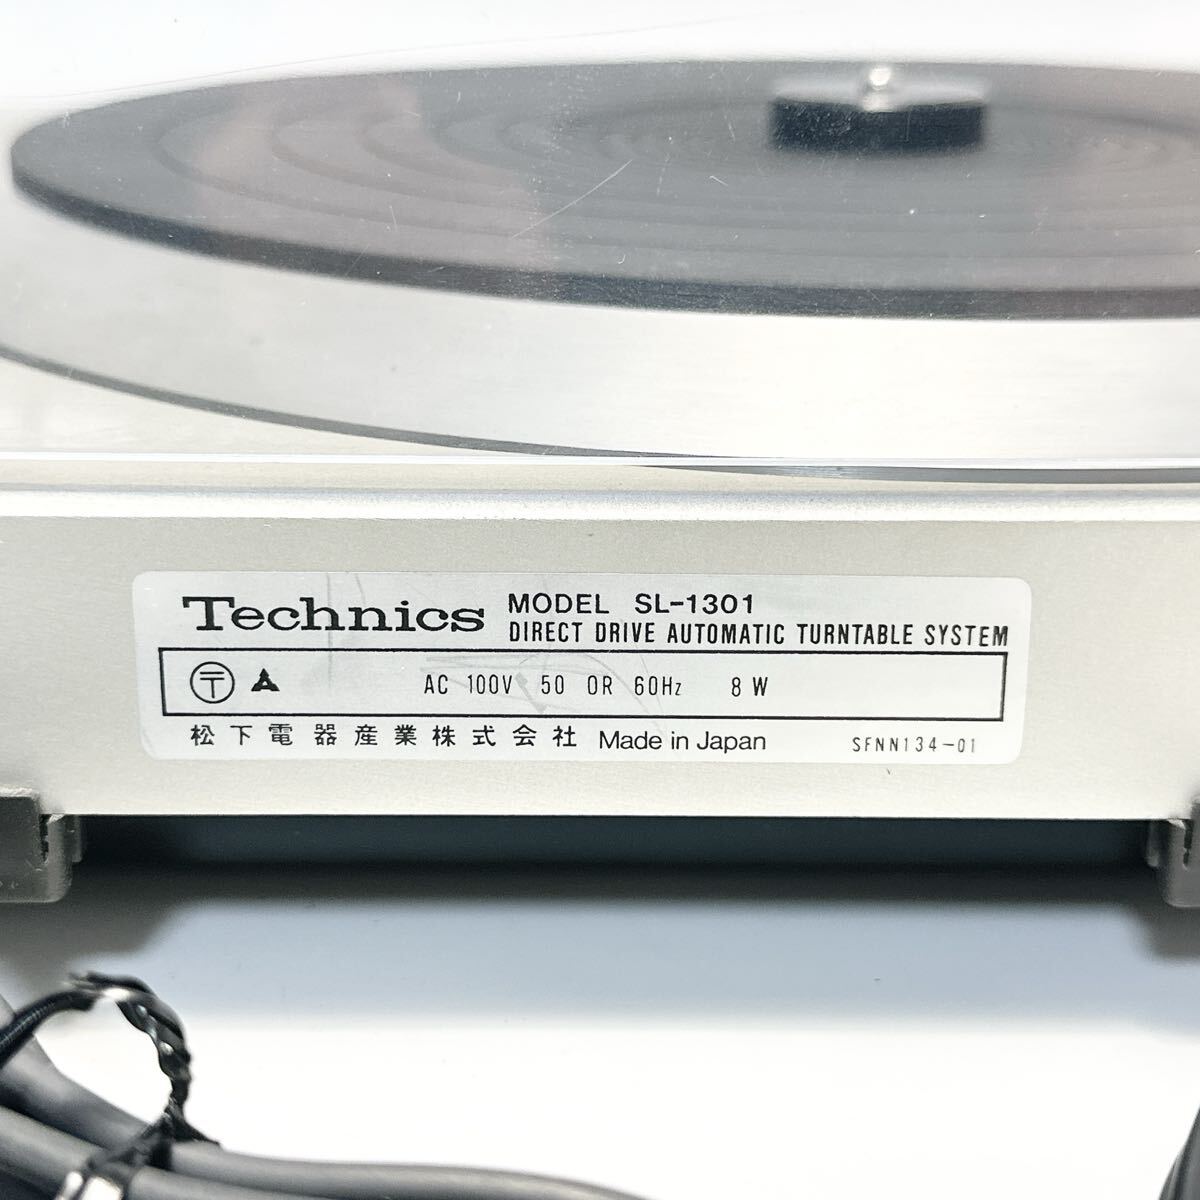 Technics MODEL SL-1301
DIRECT DRIVE AUTOMATIC TURNTABLE SYSTEM
〒 AC 100V 50 OR 60Hz 8W
松下電器産業株式会社 Made in Japan SFNN134-01